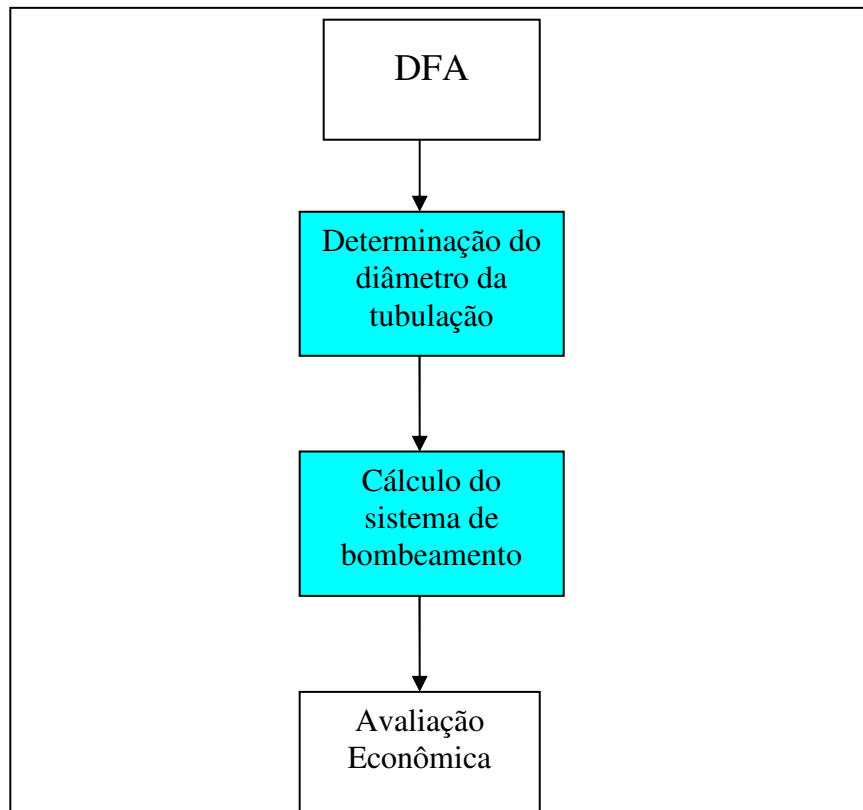 DFA
Determinação do
diâmetro da
tubulação
Cálculo do
sistema de
bombeamento
Avaliação
Econômica